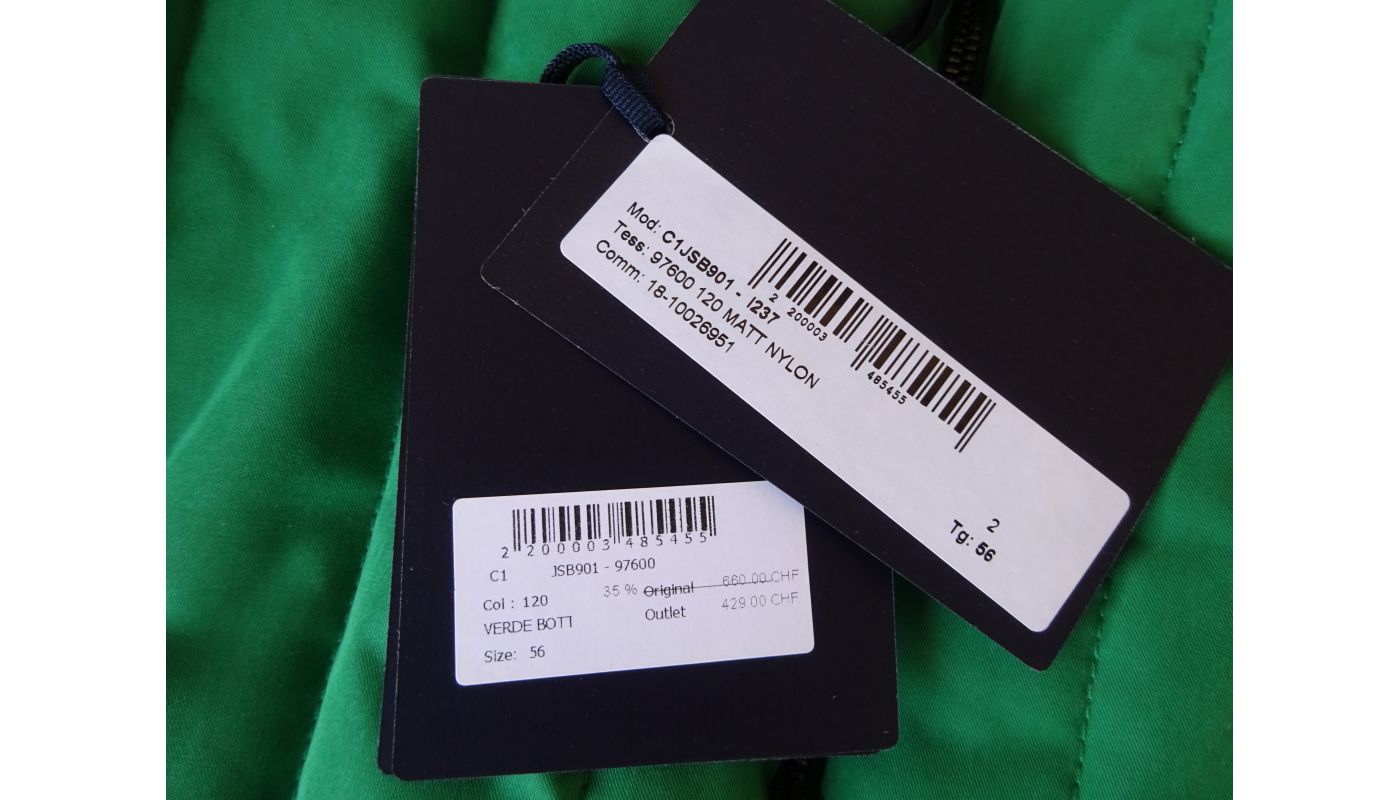 Mod: C1JSB901 - I237
Tess: 97600 120 MATT NYLON
Comm: 18-10026951
2 200003 485455
2
Tg: 56
2 200003 485455
C1 JSB901 - 97600
Col : 120 35 % Original 660.00 CHF
VERDE BOTT Outlet 429.00 CHF
Size: 56